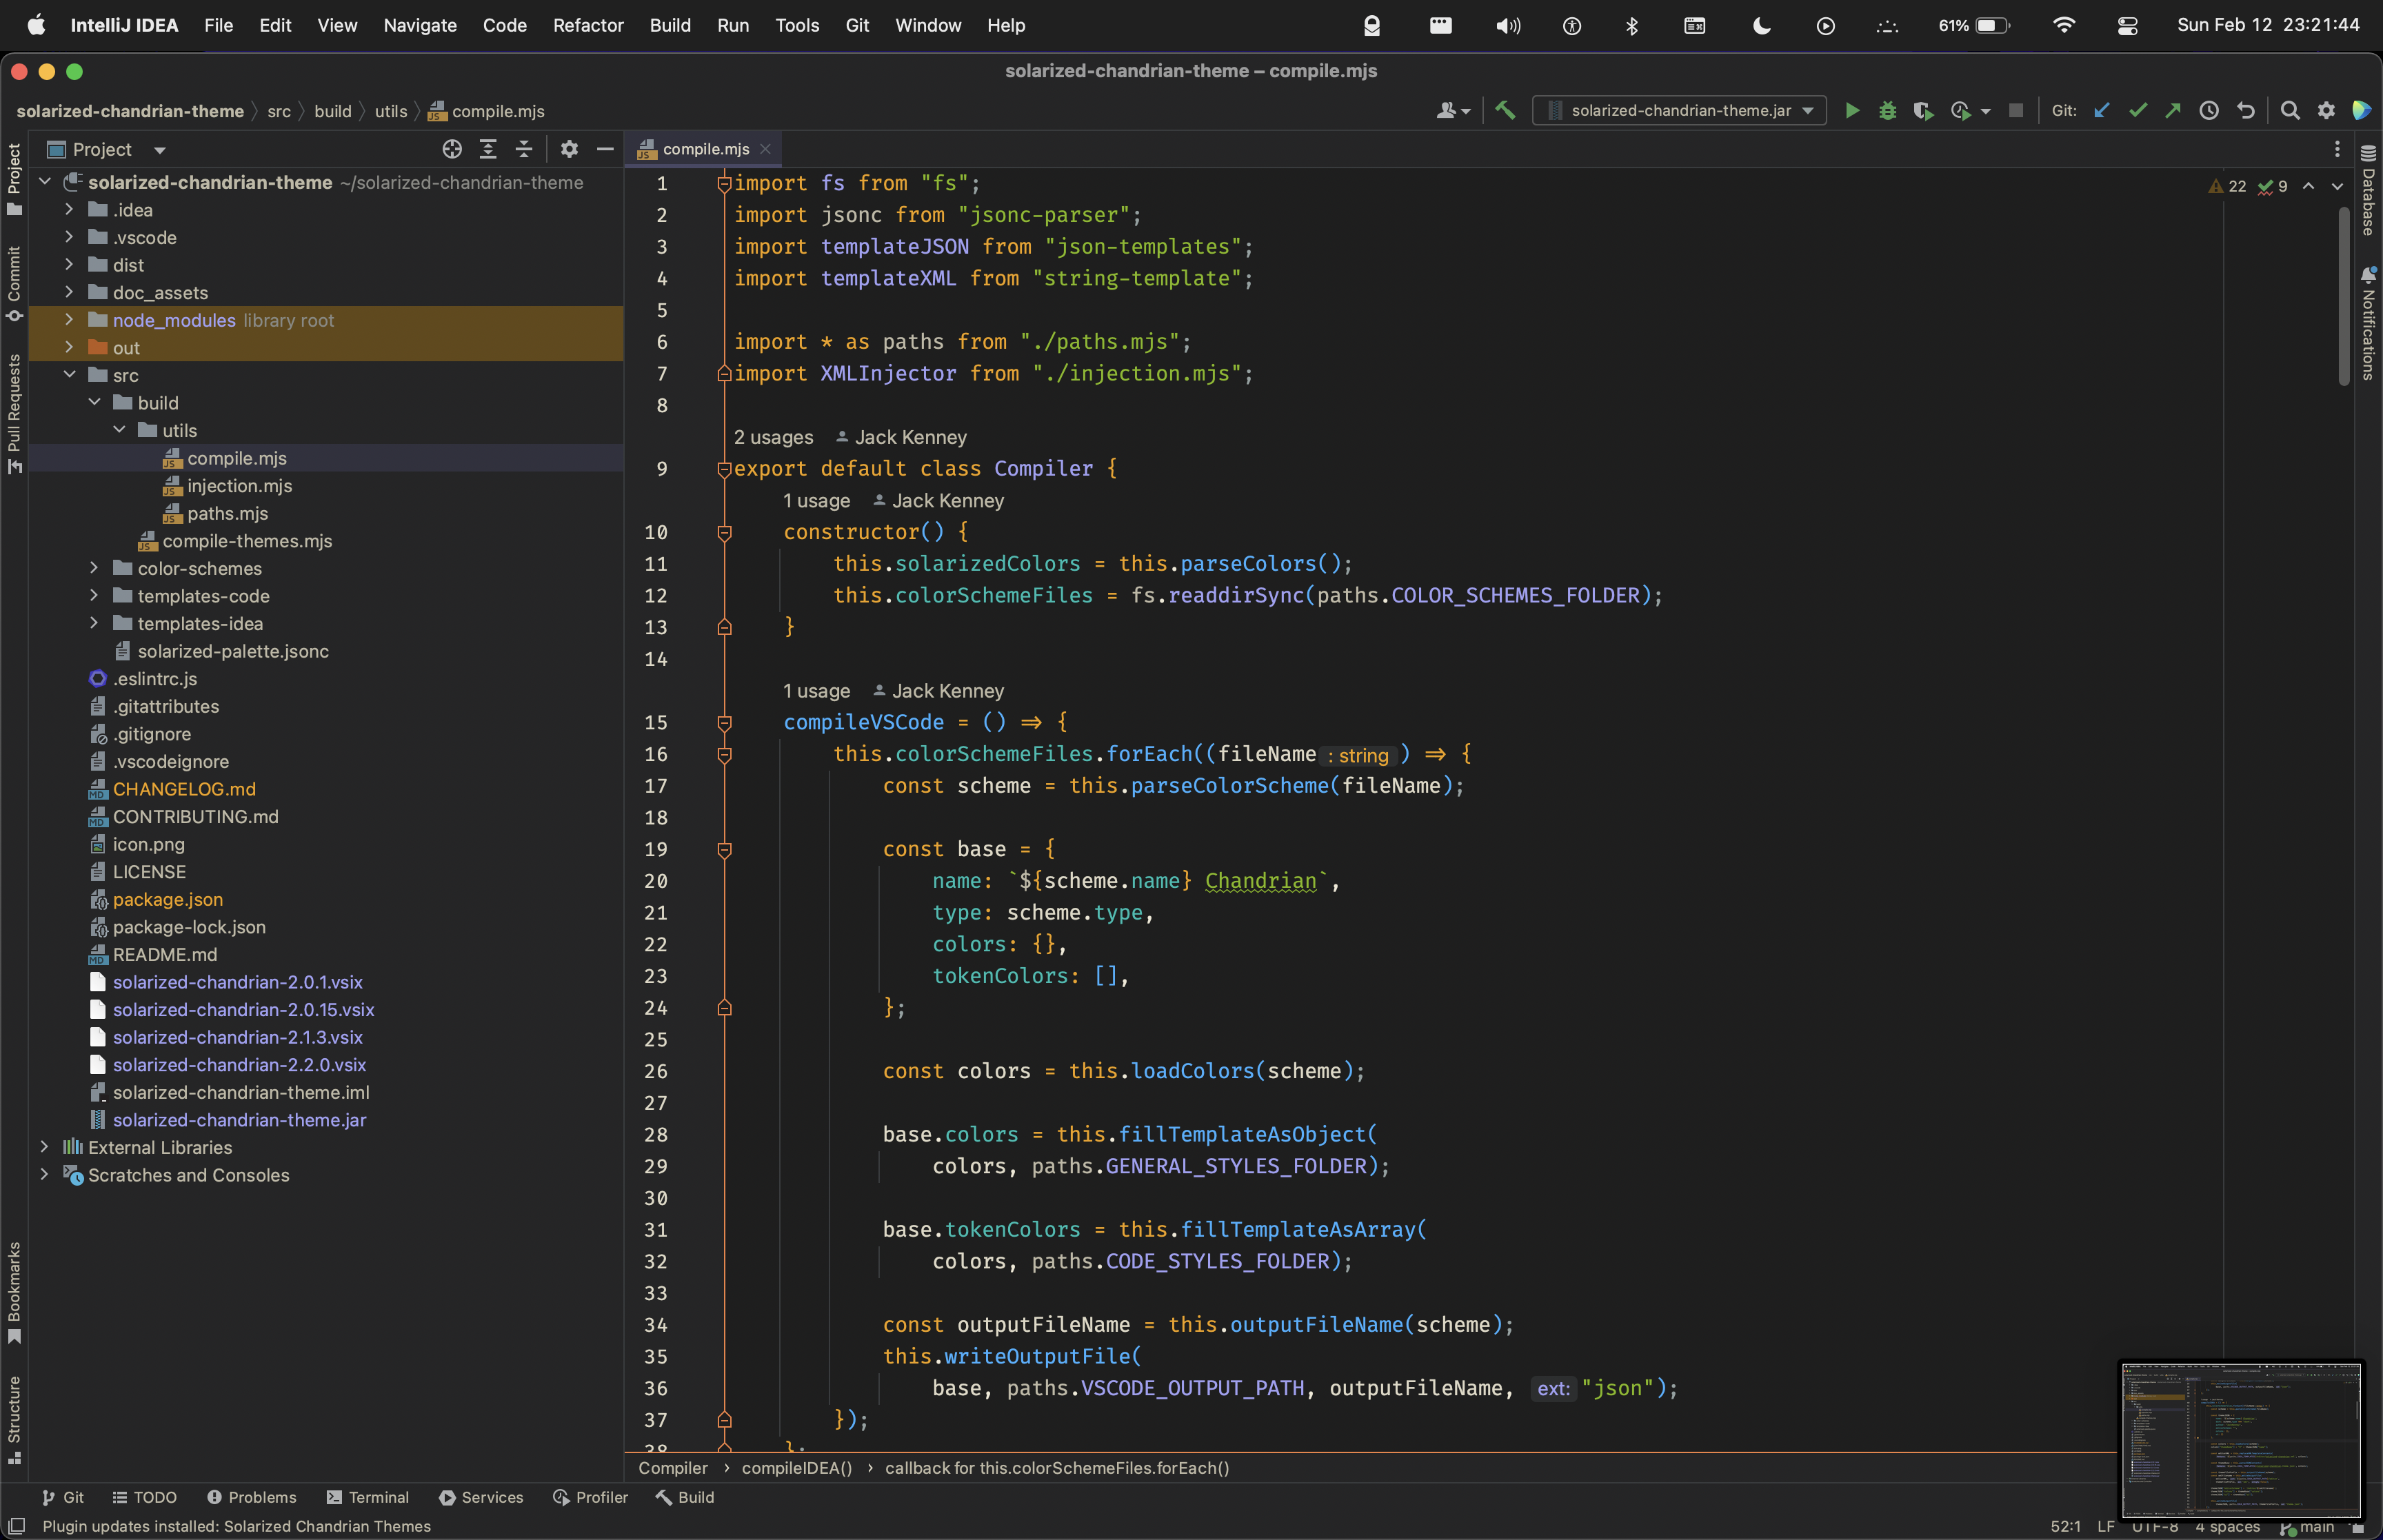 IntelliJ IDEA File Edit View Navigate Code Refactor Build Run Tools Git Window Help 61% Sun Feb 12 23:21:44
solarized-chandrian-theme – compile.mjs
solarized-chandrian-theme src build utils compile.mjs solarized-chandrian-theme.jar Git:
Project
Commit
Pull Requests
Bookmarks
Structure
Project
solarized-chandrian-theme ~/solarized-chandrian-theme
.idea
.vscode
dist
doc_assets
node_modules library root
out
src
build
utils
compile.mjs
injection.mjs
paths.mjs
compile-themes.mjs
color-schemes
templates-code
templates-idea
solarized-palette.jsonc
.eslintrc.js
.gitattributes
.gitignore
.vscodeignore
CHANGELOG.md
CONTRIBUTING.md
icon.png
LICENSE
package.json
package-lock.json
README.md
solarized-chandrian-2.0.1.vsix
solarized-chandrian-2.0.15.vsix
solarized-chandrian-2.1.3.vsix
solarized-chandrian-2.2.0.vsix
solarized-chandrian-theme.iml
solarized-chandrian-theme.jar
External Libraries
Scratches and Consoles
compile.mjs
22 9
1 import fs from "fs";
2 import jsonc from "jsonc-parser";
3 import templateJSON from "json-templates";
4 import templateXML from "string-template";
5
6 import * as paths from "./paths.mjs";
7 import XMLInjector from "./injection.mjs";
8
2 usages Jack Kenney
9 export default class Compiler {
1 usage Jack Kenney
10 constructor() {
11 this.solarizedColors = this.parseColors();
12 this.colorSchemeFiles = fs.readdirSync(paths.COLOR_SCHEMES_FOLDER);
13 }
14
1 usage Jack Kenney
15 compileVSCode = () => {
16 this.colorSchemeFiles.forEach((fileName : string ) => {
17 const scheme = this.parseColorScheme(fileName);
18
19 const base = {
20 name: `${scheme.name} Chandrian`,
21 type: scheme.type,
22 colors: {},
23 tokenColors: [],
24 };
25
26 const colors = this.loadColors(scheme);
27
28 base.colors = this.fillTemplateAsObject(
29 colors, paths.GENERAL_STYLES_FOLDER);
30
31 base.tokenColors = this.fillTemplateAsArray(
32 colors, paths.CODE_STYLES_FOLDER);
33
34 const outputFileName = this.outputFileName(scheme);
35 this.writeOutputFile(
36 base, paths.VSCODE_OUTPUT_PATH, outputFileName, ext: "json");
37 });
38 };
Database
Notifications
Compiler › compileIDEA() › callback for this.colorSchemeFiles.forEach()
Git TODO Problems Terminal Services Profiler Build
Plugin updates installed: Solarized Chandrian Themes 52:1 LF UTF-8 4 spaces main